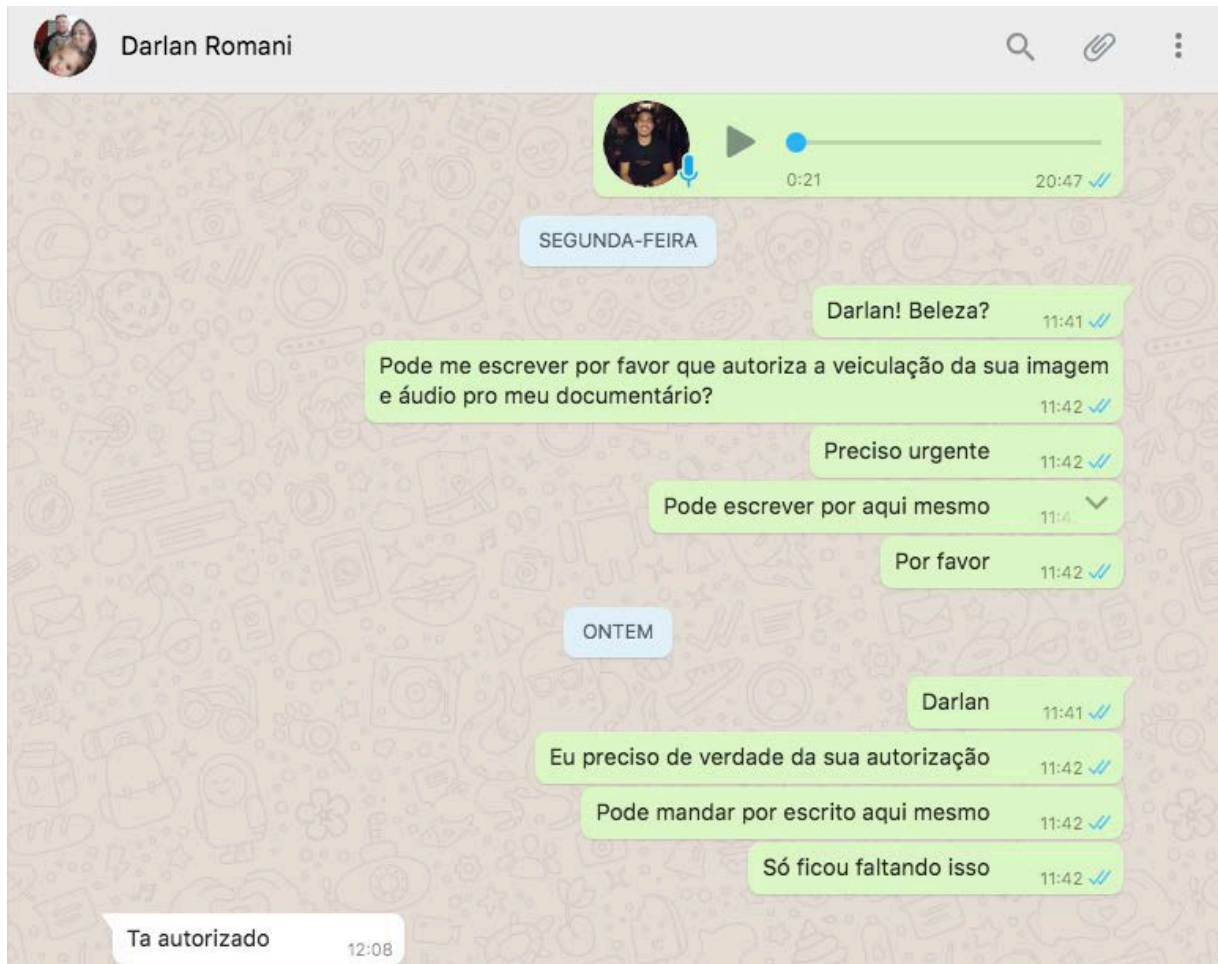 Darlan Romani
0:21
20:47
SEGUNDA-FEIRA
Darlan! Beleza?
11:41
Pode me escrever por favor que autoriza a veiculação da sua imagem
e áudio pro meu documentário?
11:42
Preciso urgente
11:42
Pode escrever por aqui mesmo
11:4
Por favor
11:42
ONTEM
Darlan
11:41
Eu preciso de verdade da sua autorização
11:42
Pode mandar por escrito aqui mesmo
11:42
Só ficou faltando isso
11:42
Ta autorizado
12:08